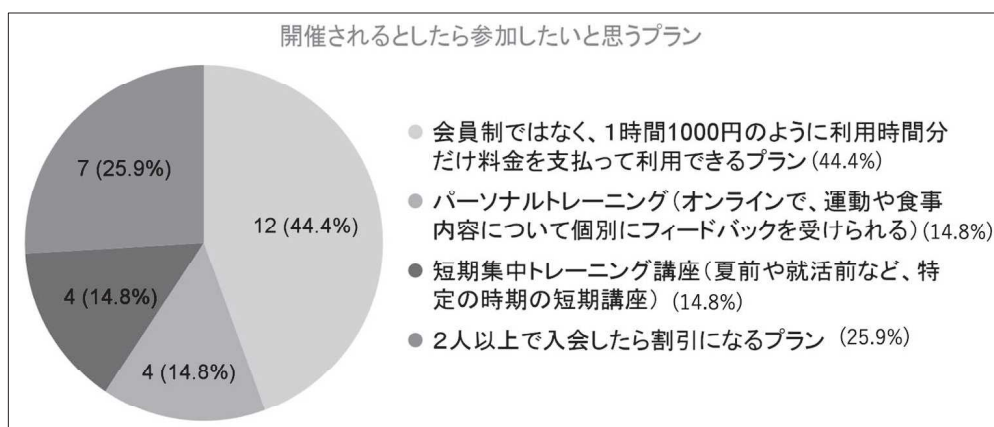 開催されるとしたら参加したいと思うプラン
7 (25.9%)
12 (44.4%)
4 (14.8%)
4 (14.8%)
会員制ではなく、1時間1000円のように利用時間分
だけ料金を支払って利用できるプラン (44.4%)
パーソナルトレーニング(オンラインで、運動や食事
内容について個別にフィードバックを受けられる) (14.8%)
短期集中トレーニング講座(夏前や就活前など、特
定の時期の短期講座) (14.8%)
2人以上で入会したら割引になるプラン (25.9%)